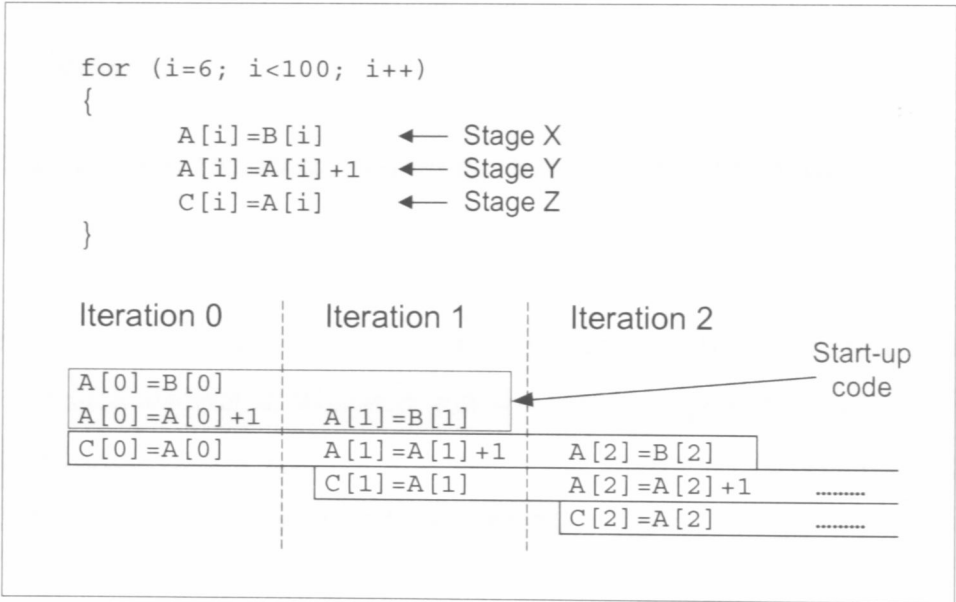 for (i=6; i<100; i++)
{
A[i]=B[i] Stage X
A[i]=A[i]+1 Stage Y
C[i]=A[i] Stage Z
}
Iteration 0 Iteration 1 Iteration 2
Start-up
code
A[0]=B[0]
A[0]=A[0]+1 A[1]=B[1]
C[0]=A[0] A[1]=A[1]+1 A[2]=B[2]
C[1]=A[1] A[2]=A[2]+1 .........
C[2]=A[2] .........